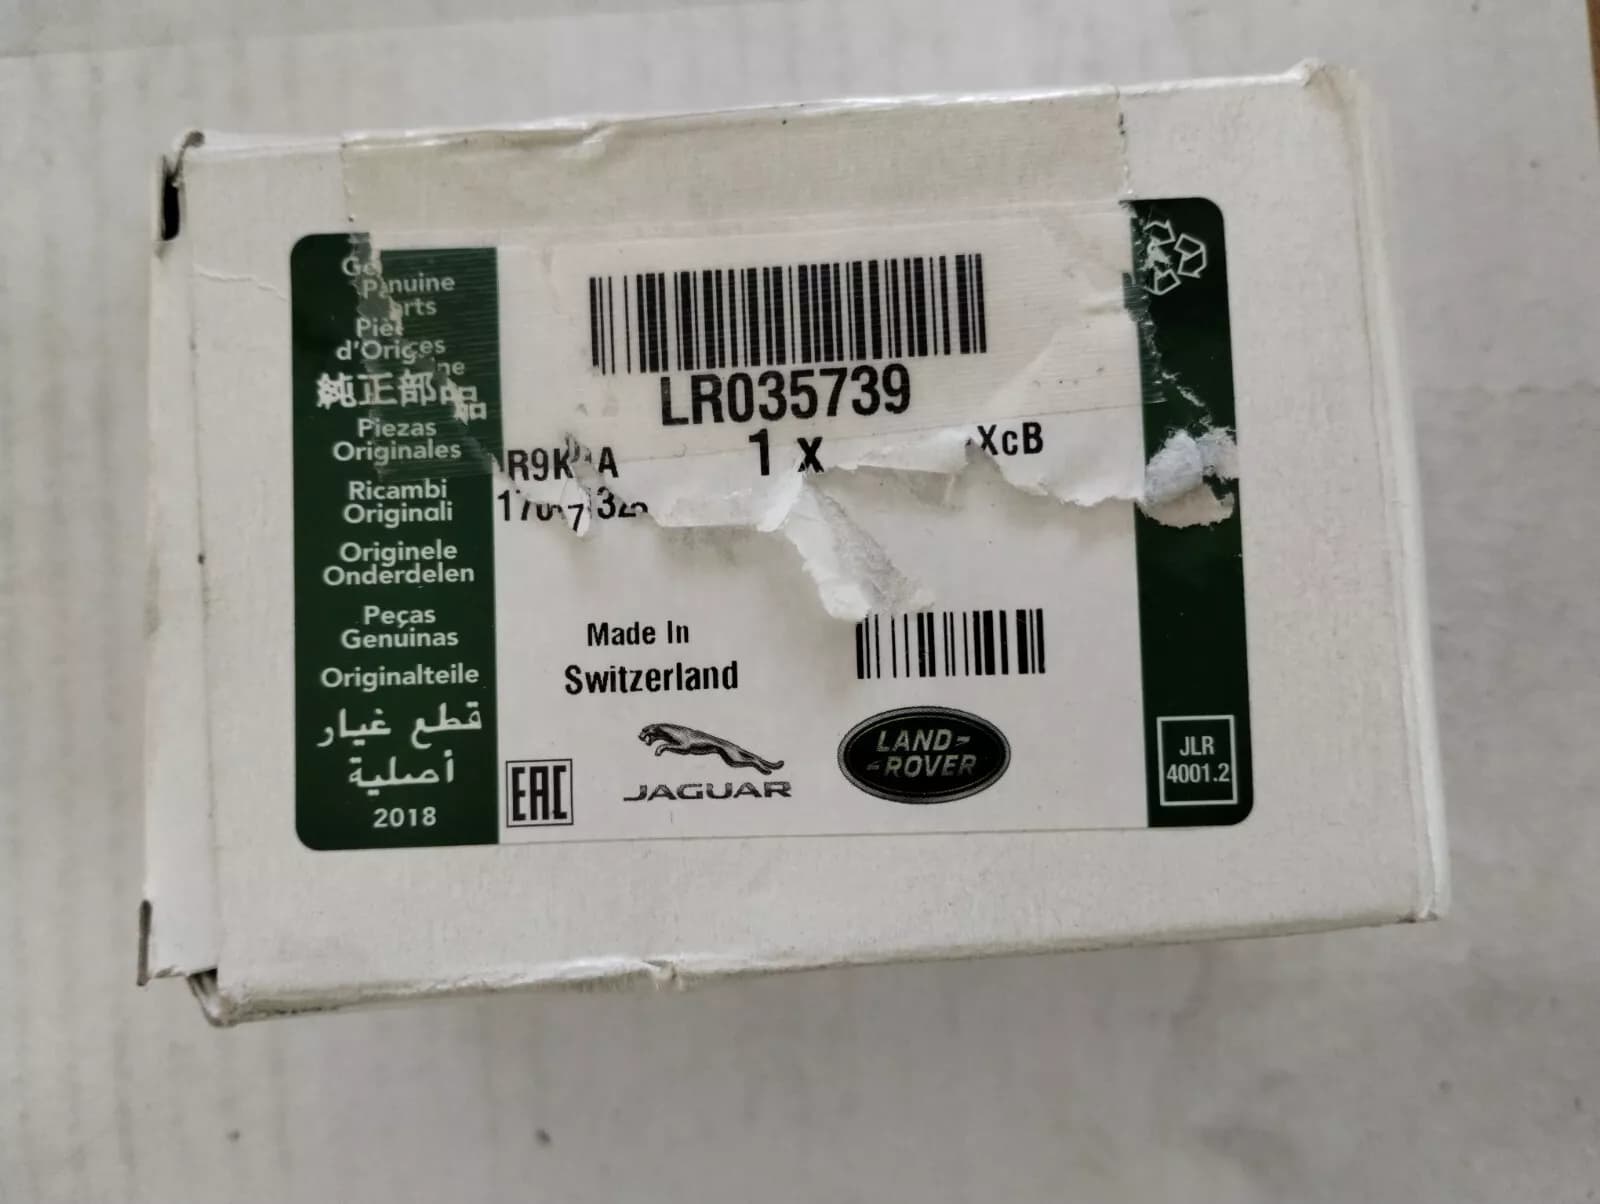 Genuine
Parts
Pièces
d'Origine
純正部品
Piezas
Originales
Ricambi
Originali
Originele
Onderdelen
Peças
Genuinas
Originalteile
قطع غيار
أصلية
2018
LR035739
1 x
XcB
Made In
Switzerland
EAC
JAGUAR
LAND-
ROVER
JLR
4001.2